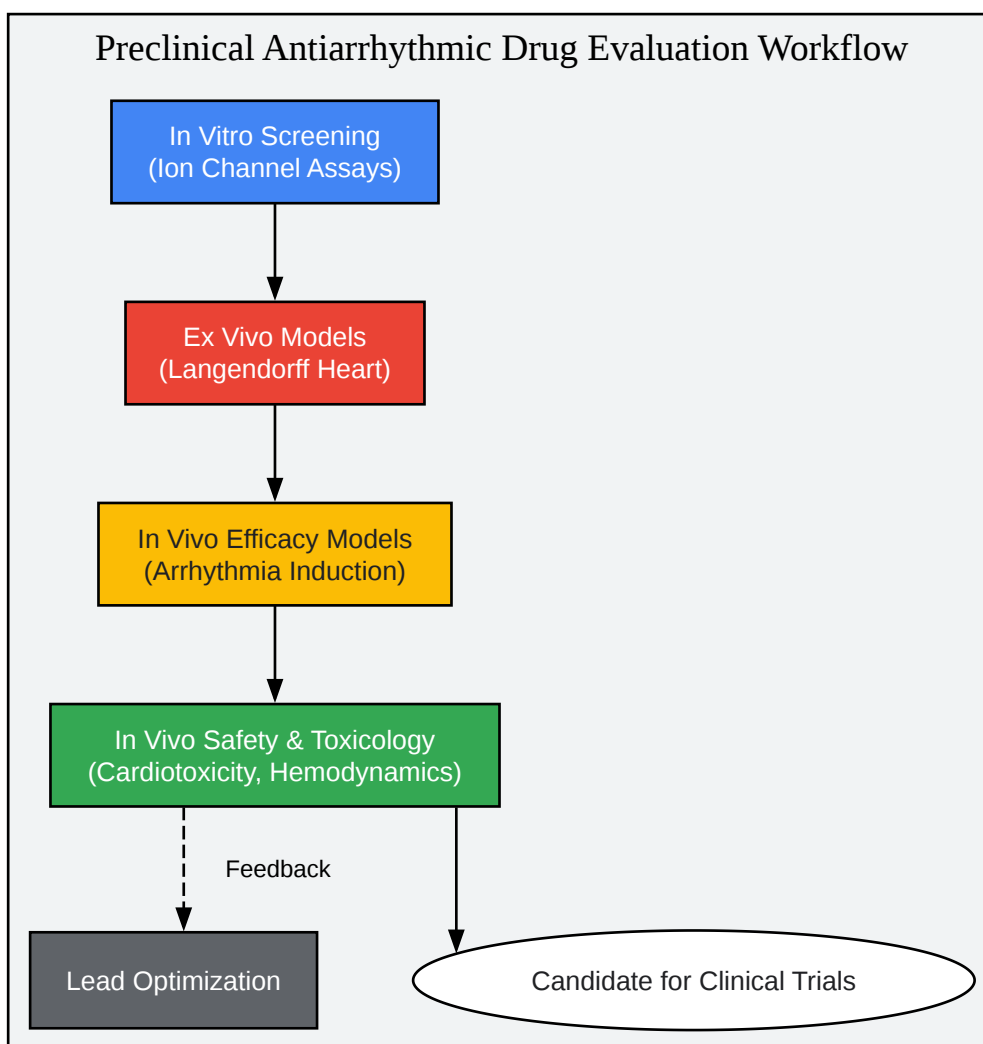 Preclinical Antiarrhythmic Drug Evaluation Workflow
In Vitro Screening
(Ion Channel Assays)
Ex Vivo Models
(Langendorff Heart)
In Vivo Efficacy Models
(Arrhythmia Induction)
In Vivo Safety & Toxicology
(Cardiotoxicity, Hemodynamics)
Feedback
Lead Optimization
Candidate for Clinical Trials